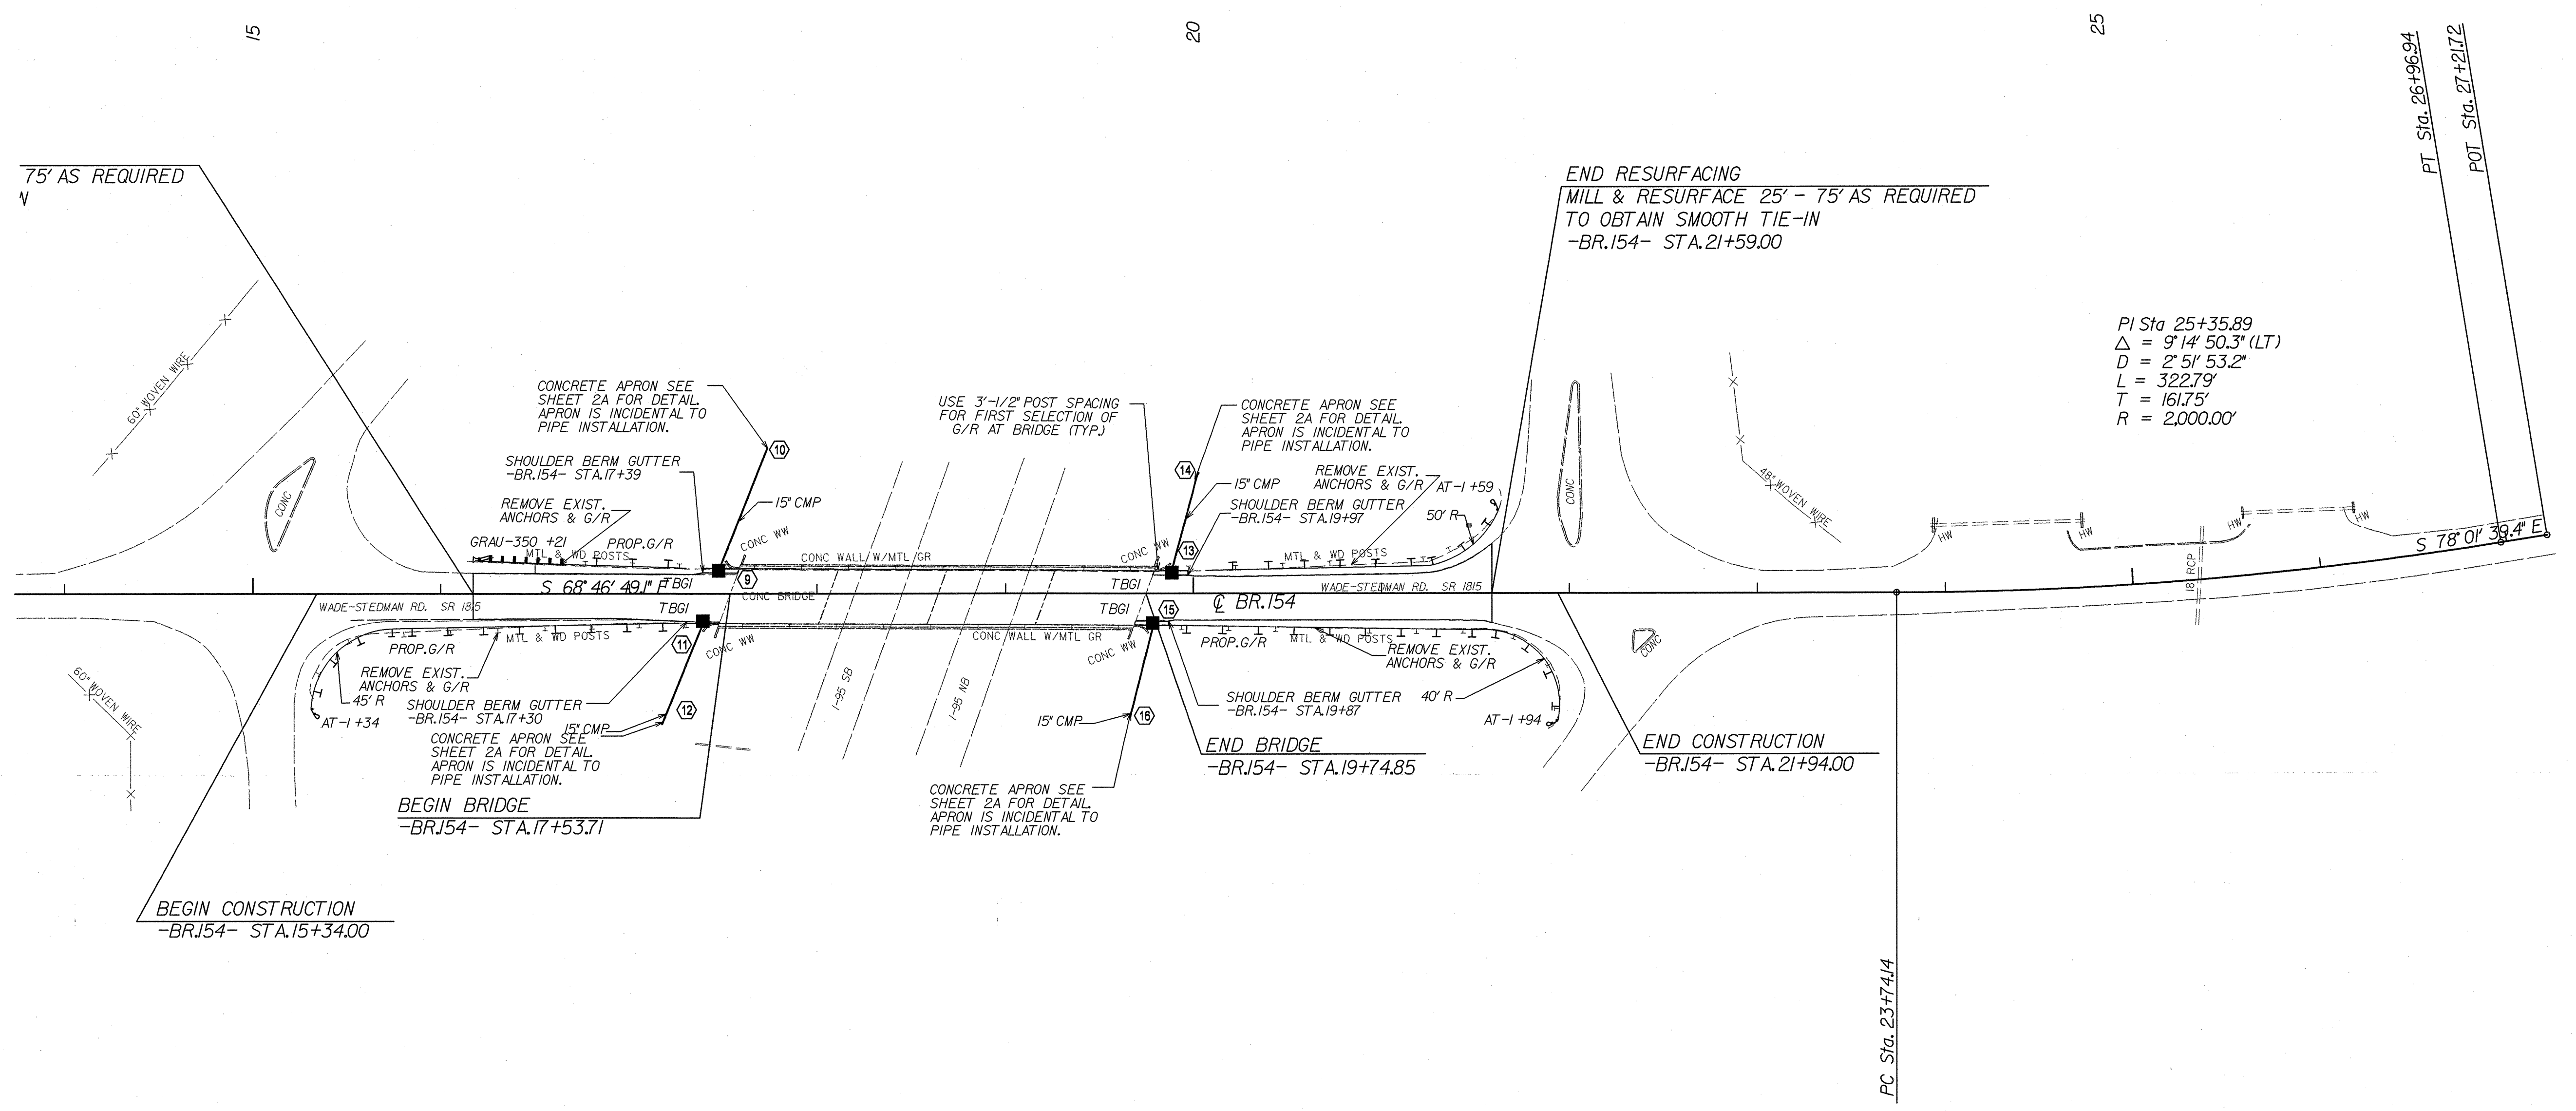 15
20
25
PT Sta. 26+96.94
POT Sta. 27+21.72
75' AS REQUIRED
END RESURFACING
MILL & RESURFACE 25' - 75' AS REQUIRED
TO OBTAIN SMOOTH TIE-IN
-BR.154- STA.21+59.00
PI Sta 25+35.89
△ = 9° 14' 50.3" (LT)
D = 2° 51' 53.2"
L = 322.79'
T = 161.75'
R = 2,000.00'
60" WOVEN WIRE
CONC
CONCRETE APRON SEE
SHEET 2A FOR DETAIL.
APRON IS INCIDENTAL TO
PIPE INSTALLATION.
10
SHOULDER BERM GUTTER
-BR.154- STA.17+39
15" CMP
REMOVE EXIST.
ANCHORS & G/R
GRAU-350 +21
MTL & WD POSTS
PROP.G/R
CONC WW
CONC WALL W/MTL GR
USE 3'-1/2" POST SPACING
FOR FIRST SELECTION OF
G/R AT BRIDGE (TYP.)
CONCRETE APRON SEE
SHEET 2A FOR DETAIL.
APRON IS INCIDENTAL TO
PIPE INSTALLATION.
14
15" CMP
REMOVE EXIST.
ANCHORS & G/R
AT-1 +59
SHOULDER BERM GUTTER
-BR.154- STA.19+97
50' R
CONC WW
13
MTL & WD POSTS
CONC
48" WOVEN WIRE
HW
HW
HW
HW
18" RCP
S 78° 01' 39.4" E
S 68° 46' 49.1" E
TBGI
9
CONC BRIDGE
TBGI
WADE-STEDMAN RD. SR 1815
WADE-STEDMAN RD. SR 1815
TBGI
TBGI
15
℄ BR.154
MTL & WD POSTS
PROP.G/R
11
CONC WW
CONC WALL W/MTL GR
CONC WW
PROP.G/R
MTL & WD POSTS
REMOVE EXIST.
ANCHORS & G/R
CONC
60" WOVEN WIRE
REMOVE EXIST.
ANCHORS & G/R
45' R
AT-1 +34
SHOULDER BERM GUTTER
-BR.154- STA.17+30
12
15" CMP
CONCRETE APRON SEE
SHEET 2A FOR DETAIL.
APRON IS INCIDENTAL TO
PIPE INSTALLATION.
I-95 SB
I-95 NB
15" CMP
16
SHOULDER BERM GUTTER
-BR.154- STA.19+87
40' R
AT-1 +94
END BRIDGE
-BR.154- STA.19+74.85
END CONSTRUCTION
-BR.154- STA.21+94.00
CONCRETE APRON SEE
SHEET 2A FOR DETAIL.
APRON IS INCIDENTAL TO
PIPE INSTALLATION.
BEGIN BRIDGE
-BR.154- STA.17+53.71
BEGIN CONSTRUCTION
-BR.154- STA.15+34.00
PC Sta. 23+74.14